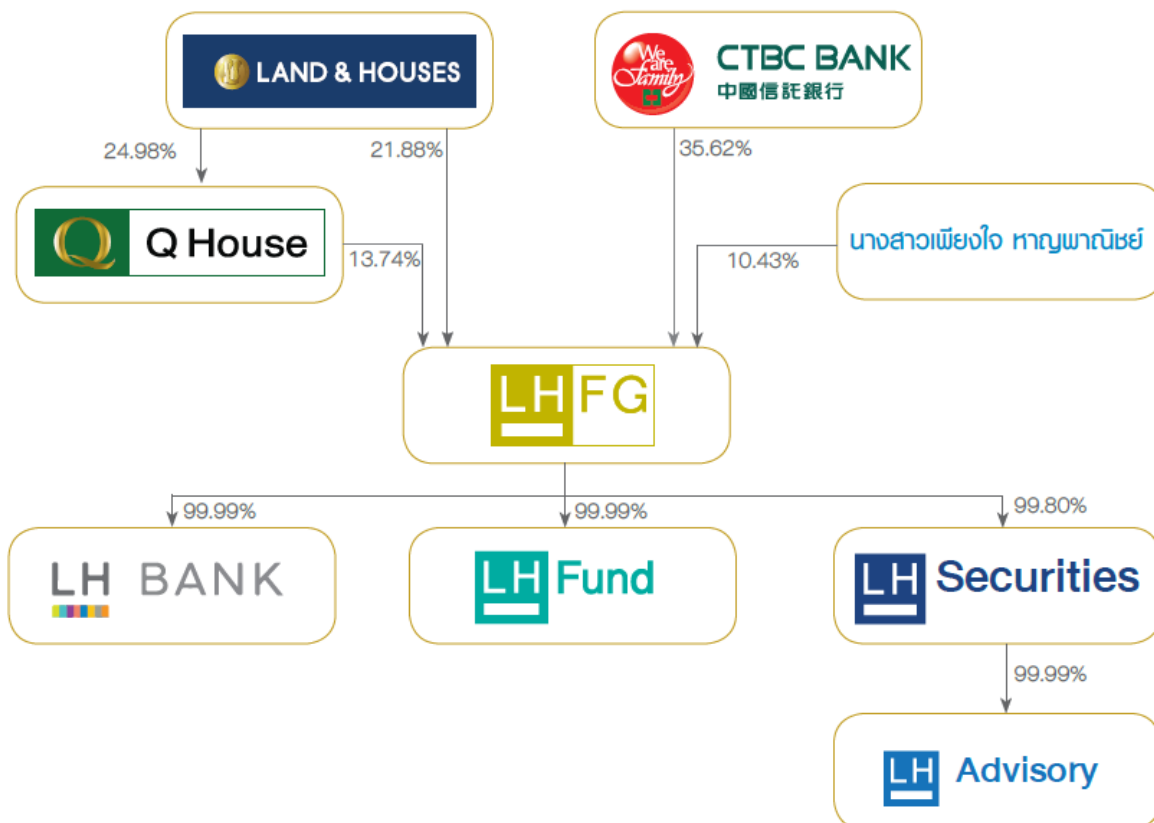 LAND & HOUSES
We are Family
CTBC BANK
中國信託銀行
24.98%
21.88%
35.62%
Q Q House
นางสาวเพียงใจ หาญพาณิชย์
13.74%
10.43%
LH FG
99.99%
99.99%
99.80%
LH BANK
LH Fund
LH Securities
99.99%
LH Advisory